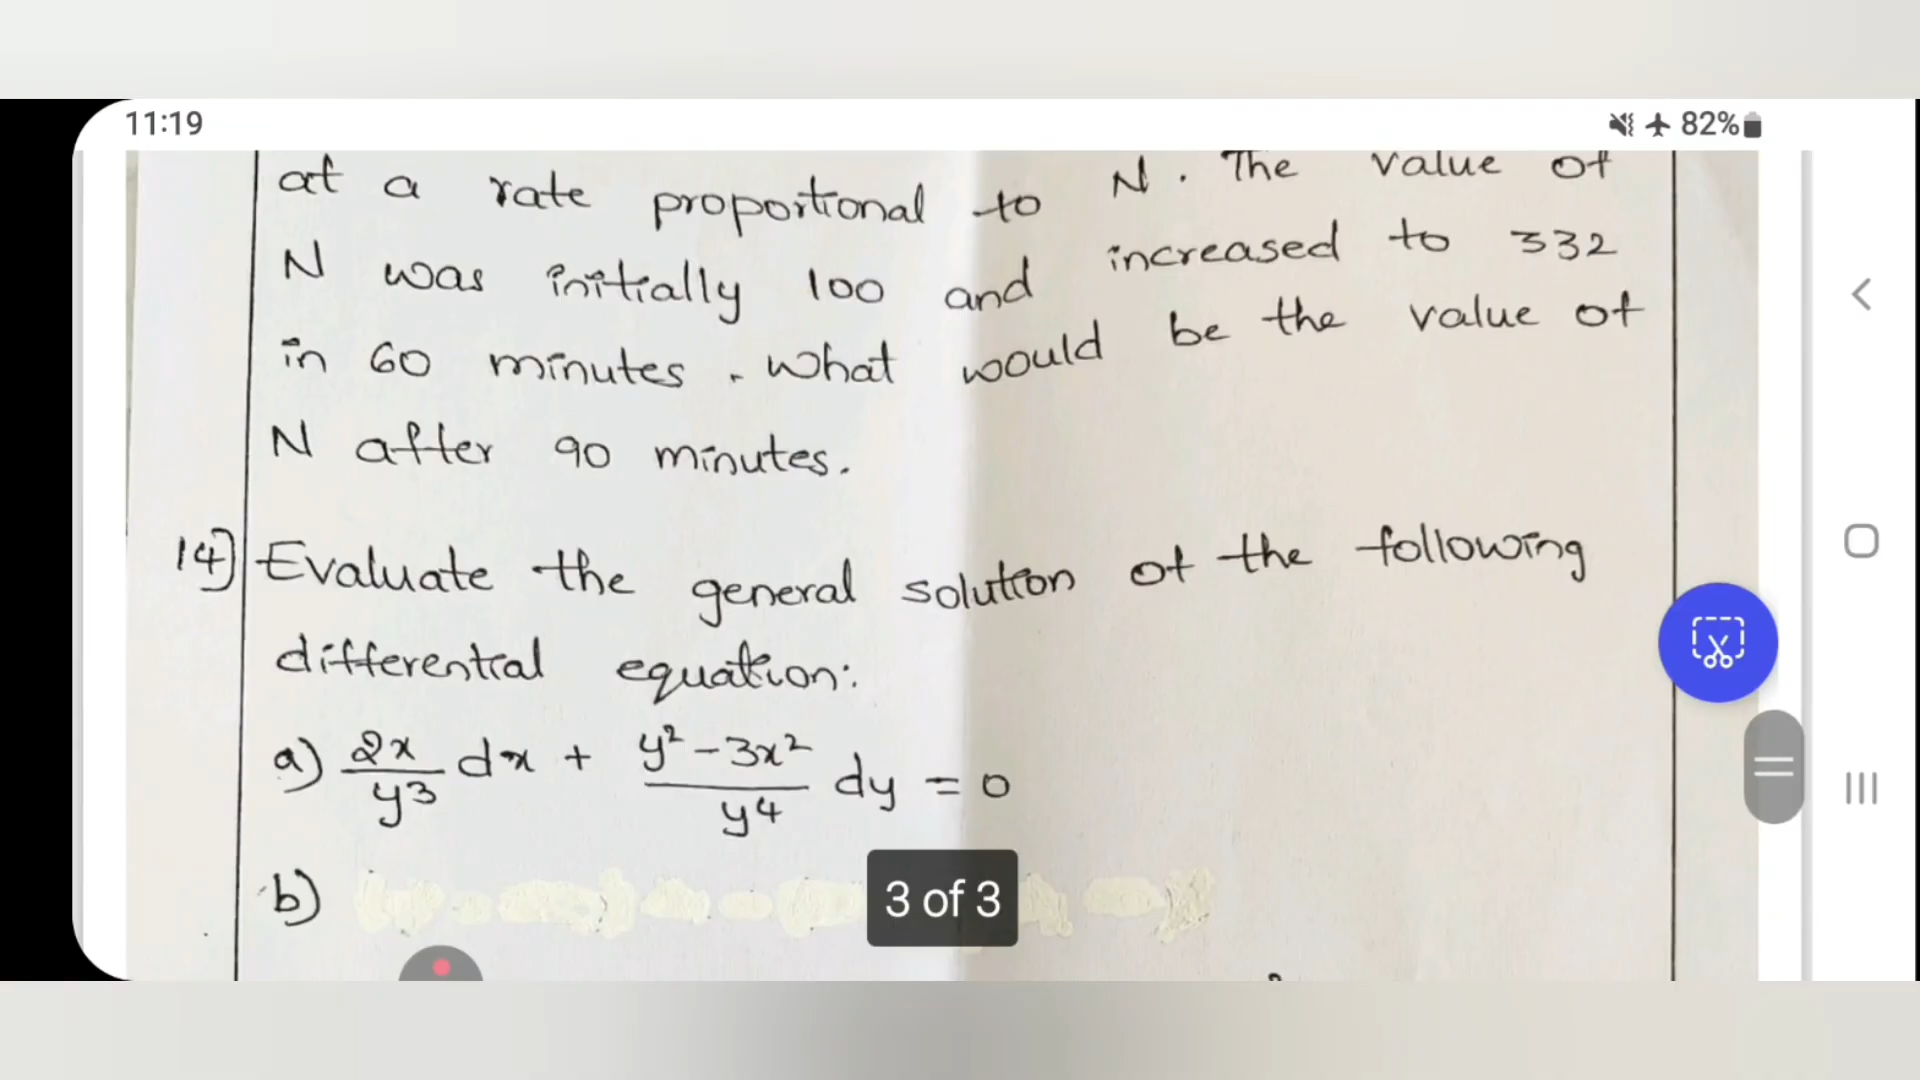 11:19 82%
at a rate proportional to N. The value of
N was initially 100 and increased to 332
in 60 minutes. What would be the value of
N after 90 minutes.
14) Evaluate the general solution of the following
differential equation:
a) 2x/y³ dx + y² - 3x²/y⁴ dy = 0
b)
3 of 3